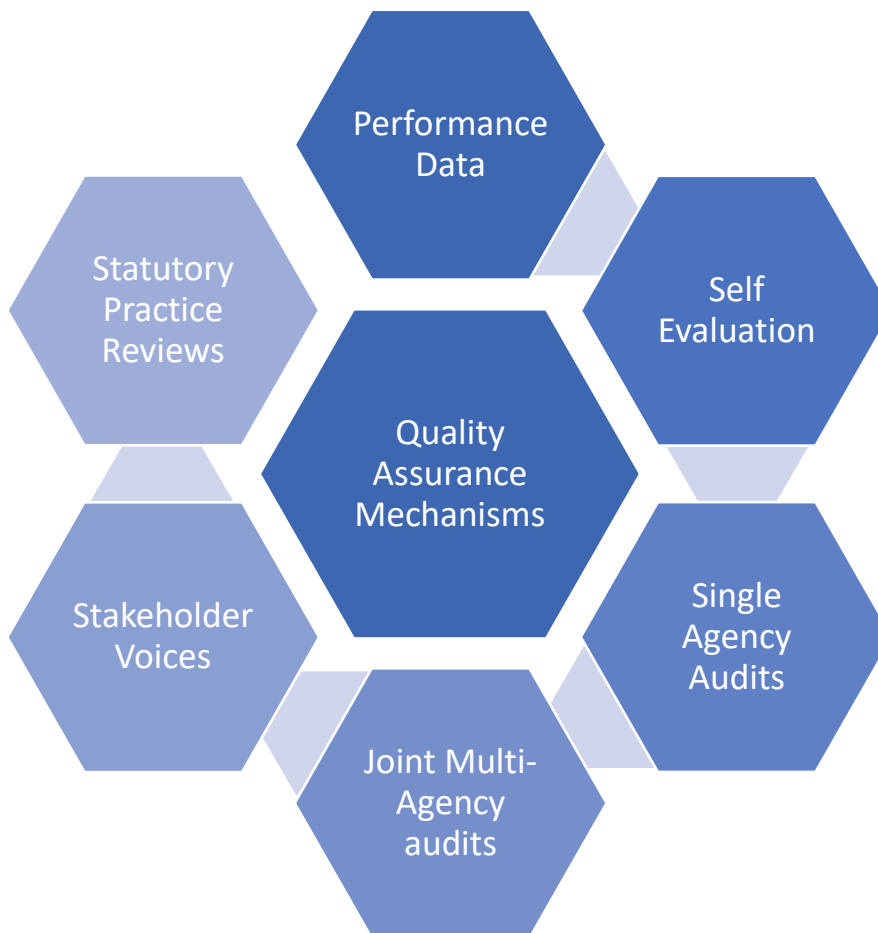 Performance
Data
Self
Evaluation
Single
Agency
Audits
Joint Multi-
Agency
audits
Stakeholder
Voices
Statutory
Practice
Reviews
Quality
Assurance
Mechanisms